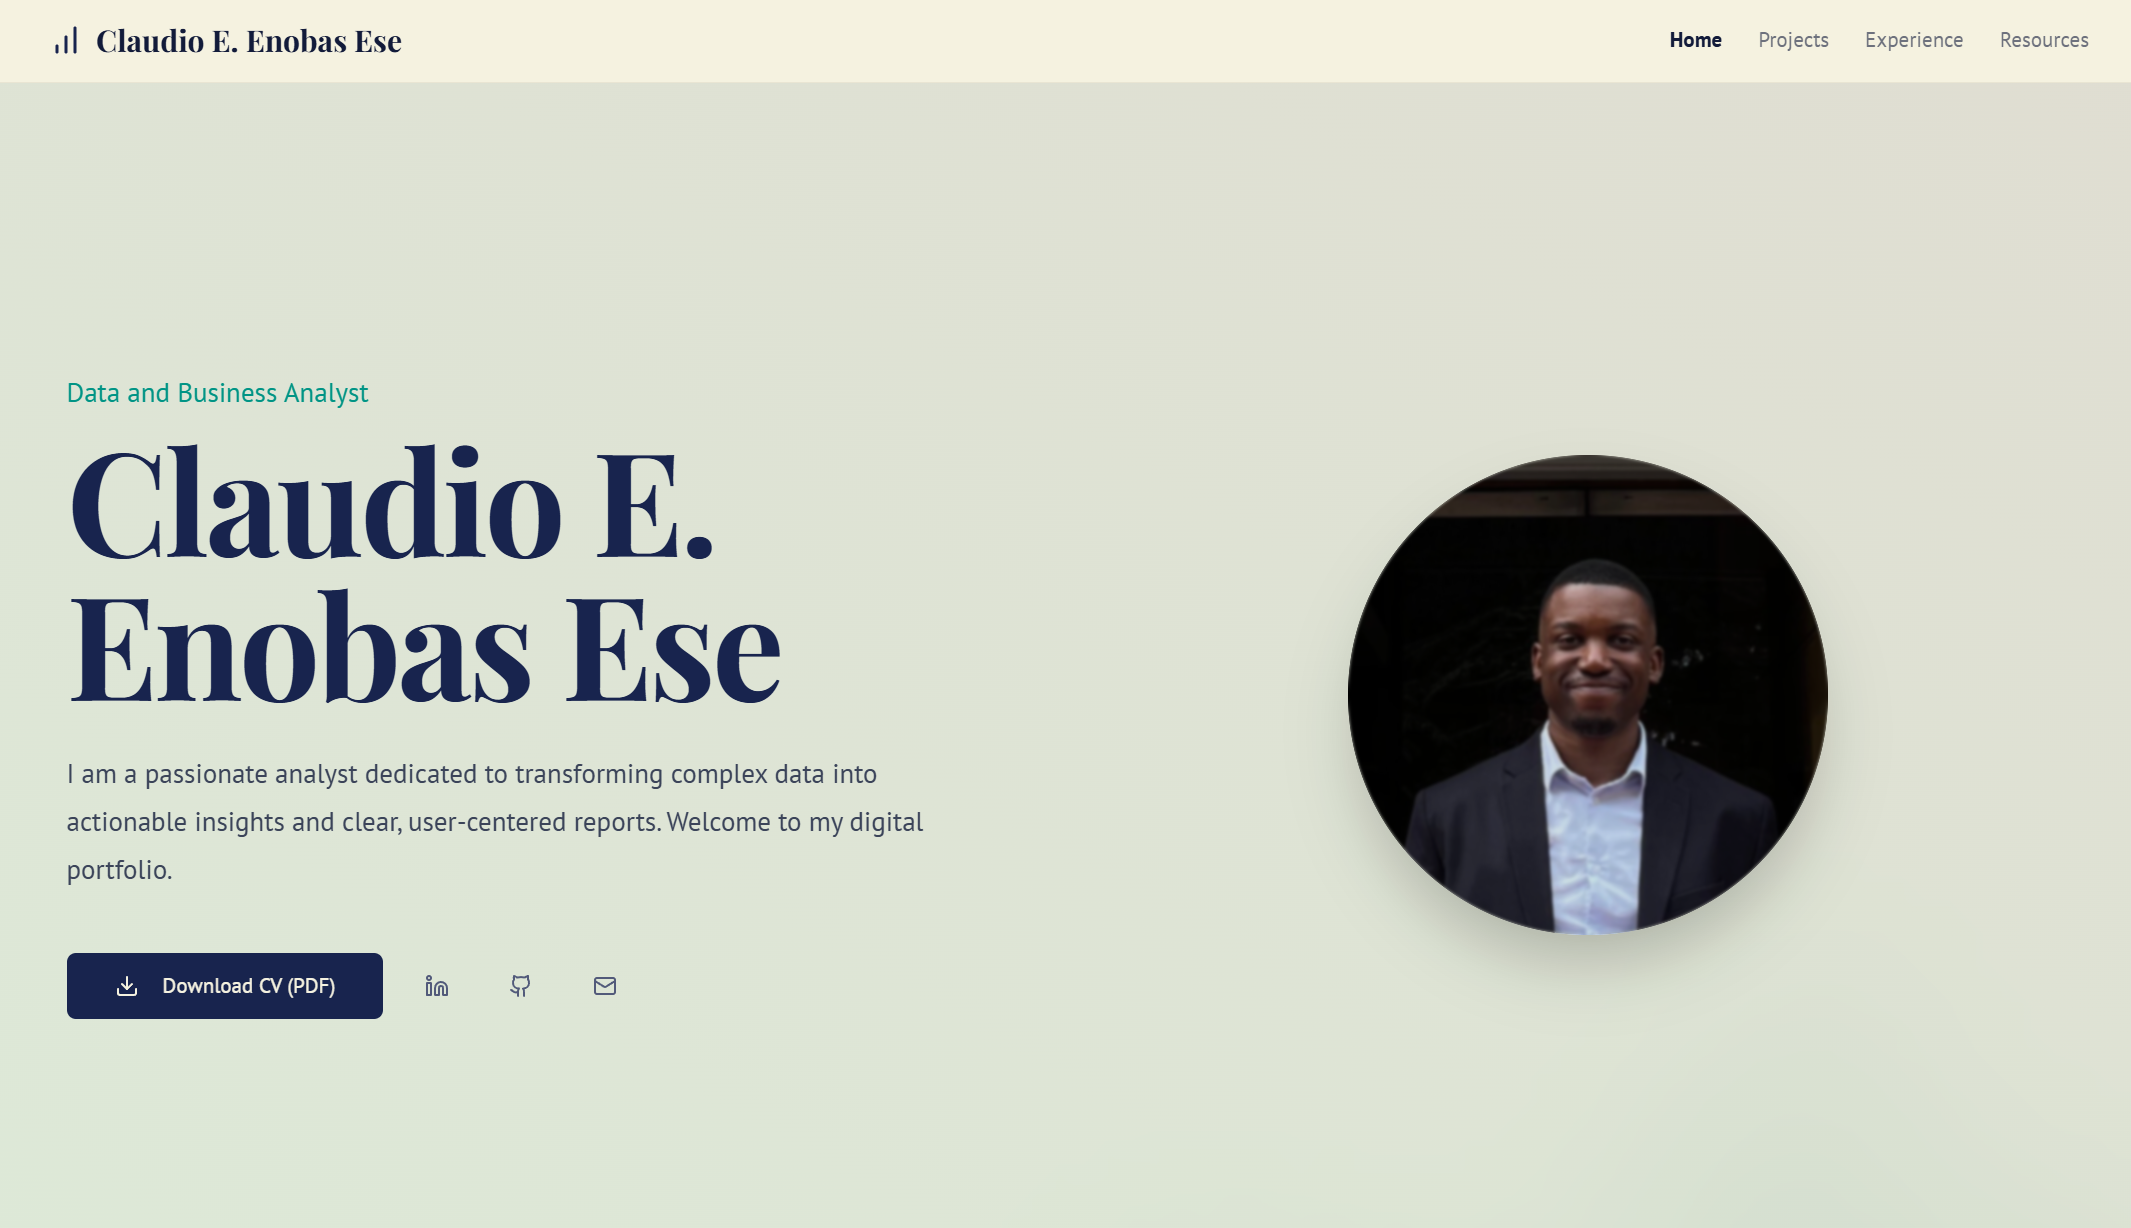 Claudio E. Enobas Ese
Home Projects Experience Resources
Data and Business Analyst
Claudio E.
Enobas Ese
I am a passionate analyst dedicated to transforming complex data into
actionable insights and clear, user-centered reports. Welcome to my digital
portfolio.
Download CV (PDF)